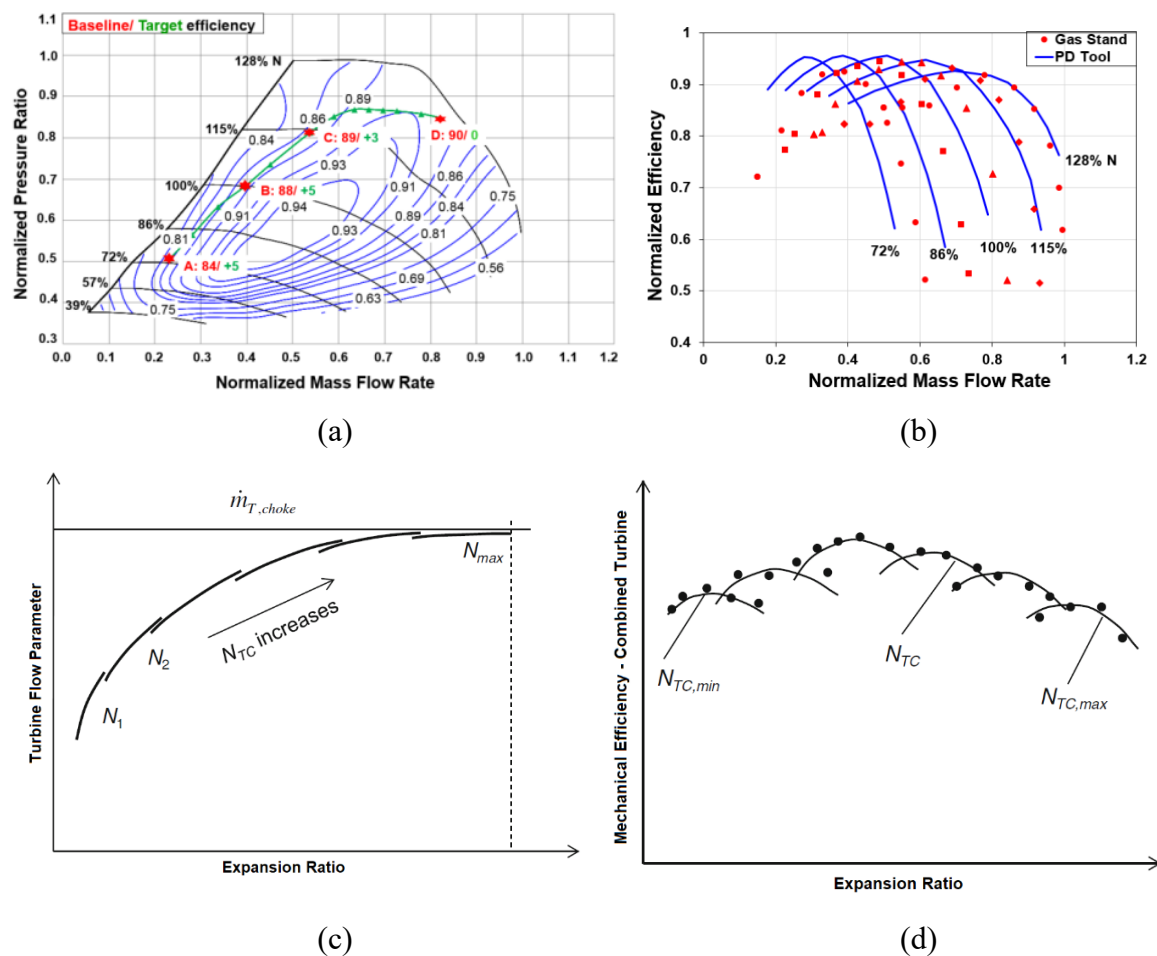 Baseline/ Target efficiency
1.1
1.0
0.9
0.8
0.7
0.6
0.5
0.4
0.3
Normalized Pressure Ratio
128% N
115%
100%
86%
72%
57%
39%
0.89
0.86
0.84
C: 89/ +3
D: 90/ 0
0.93
0.86
B: 88/ +5
0.91
0.75
0.91
0.94
0.84
0.89
0.93
0.81
0.81
A: 84/ +5
0.56
0.69
0.63
0.75
0.0 0.1 0.2 0.3 0.4 0.5 0.6 0.7 0.8 0.9 1.0 1.1
Normalized Mass Flow Rate
(a)
Gas Stand
PD Tool
1
0.9
0.8
0.7
0.6
0.5
0.4
Normalized Efficiency
128% N
72%
86%
100%
115%
0 0.2 0.4 0.6 0.8 1 1.2
Normalized Mass Flow Rate
(b)
ṁT,choke
Nmax
NTC increases
N2
N1
Turbine Flow Parameter
Expansion Ratio
(c)
Mechanical Efficiency - Combined Turbine
NTC,min
NTC
NTC,max
Expansion Ratio
(d)